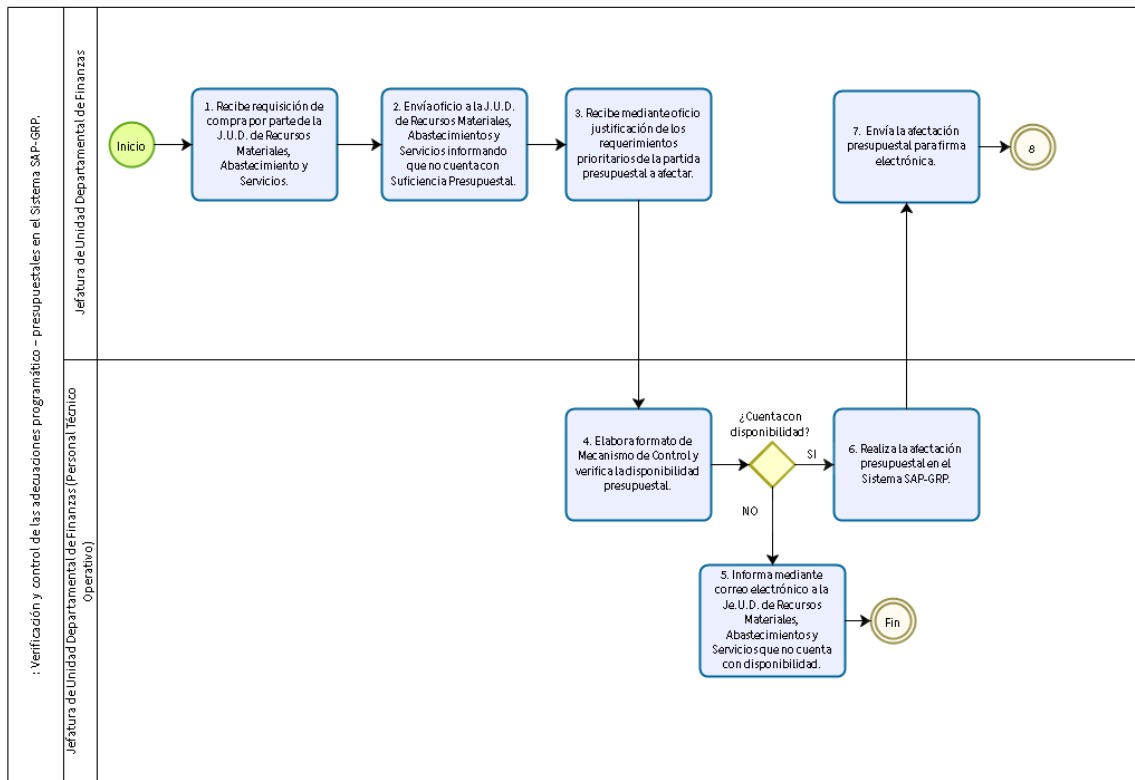 : Verificación y control de las adecuaciones programático – presupuestales en el Sistema SAP-GRP.
Jefatura de Unidad Departamental de Finanzas
Inicio
1. Recibe requisición de
compra por parte de la
J.U.D. de Recursos
Materiales,
Abastecimiento y
Servicios.
2. Envía oficio a la J.U.D.
de Recursos Materiales,
Abastecimientos y
Servicios informando
que no cuenta con
Suficiencia Presupuestal.
3. Recibe mediante oficio
justificación de los
requerimientos
prioritarios de la partida
presupuestal a afectar.
7. Envía la afectación
presupuestal para firma
electrónica.
8
Jefatura de Unidad Departamental de Finanzas (Personal Técnico
Operativo)
4. Elabora formato de
Mecanismo de Control y
verifica la disponibilidad
presupuestal.
¿Cuenta con
disponibilidad?
SI
NO
6. Realiza la afectación
presupuestal en el
Sistema SAP-GRP.
5. Informa mediante
correo electrónico a la
Je.U.D. de Recursos
Materiales,
Abastecimientos y
Servicios que no cuenta
con disponibilidad.
Fin